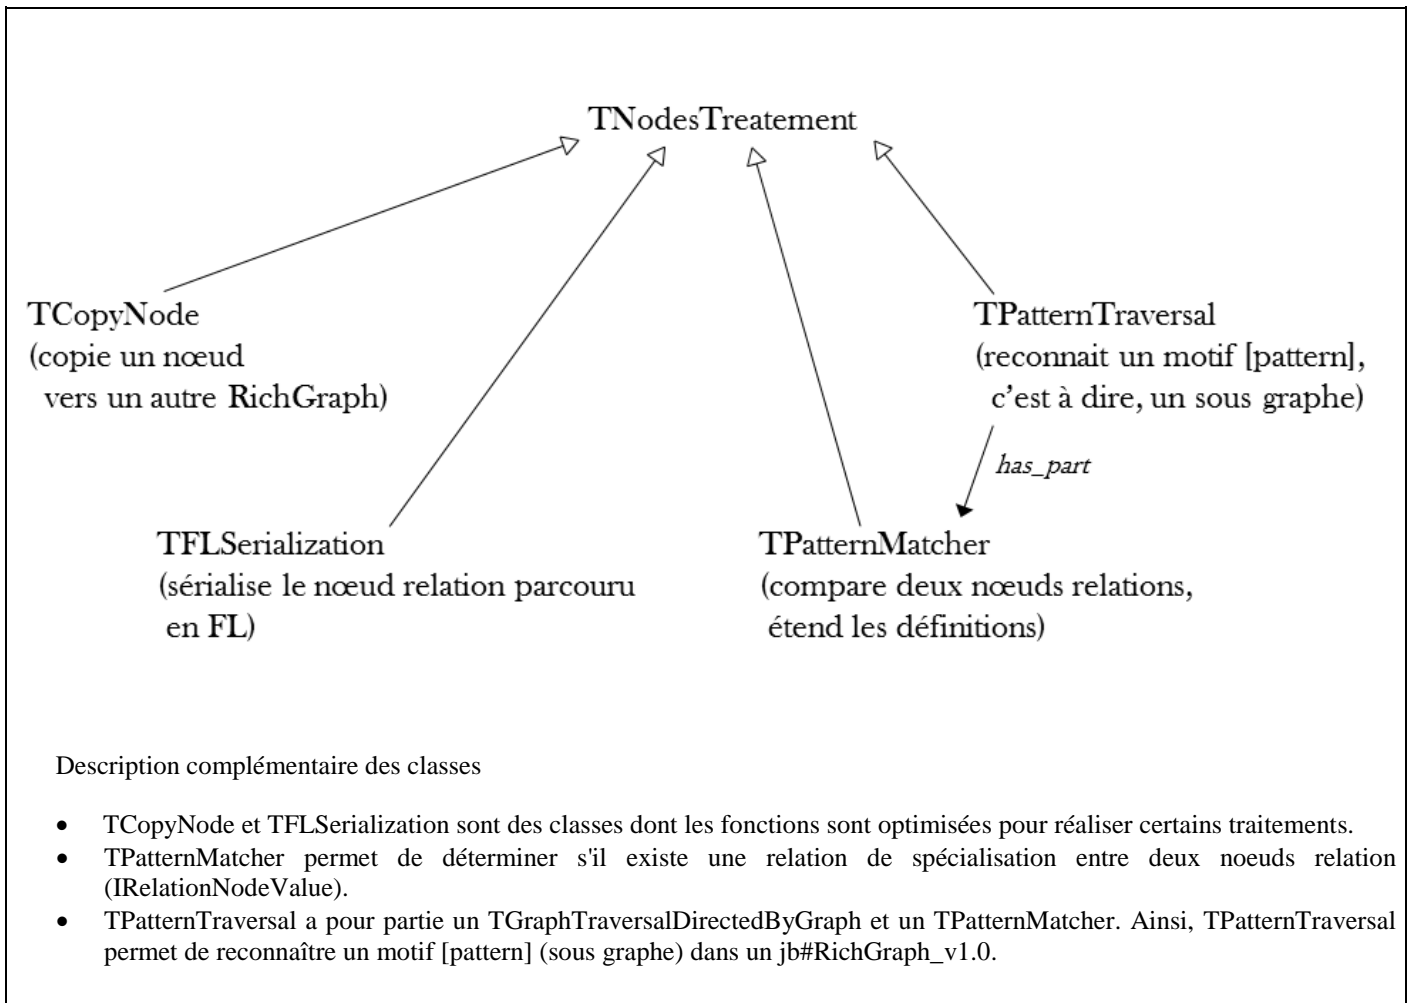 TNodesTreatement
TCopyNode
(copie un nœud
vers un autre RichGraph)
TPatternTraversal
(reconnait un motif [pattern],
c'est à dire, un sous graphe)
has_part
TFLSerialization
(sérialise le nœud relation parcouru
en FL)
TPatternMatcher
(compare deux nœuds relations,
étend les définitions)
Description complémentaire des classes
• TCopyNode et TFLSerialization sont des classes dont les fonctions sont optimisées pour réaliser certains traitements.
• TPatternMatcher permet de déterminer s'il existe une relation de spécialisation entre deux noeuds relation
(IRelationNodeValue).
• TPatternTraversal a pour partie un TGraphTraversalDirectedByGraph et un TPatternMatcher. Ainsi, TPatternTraversal
permet de reconnaître un motif [pattern] (sous graphe) dans un jb#RichGraph_v1.0.